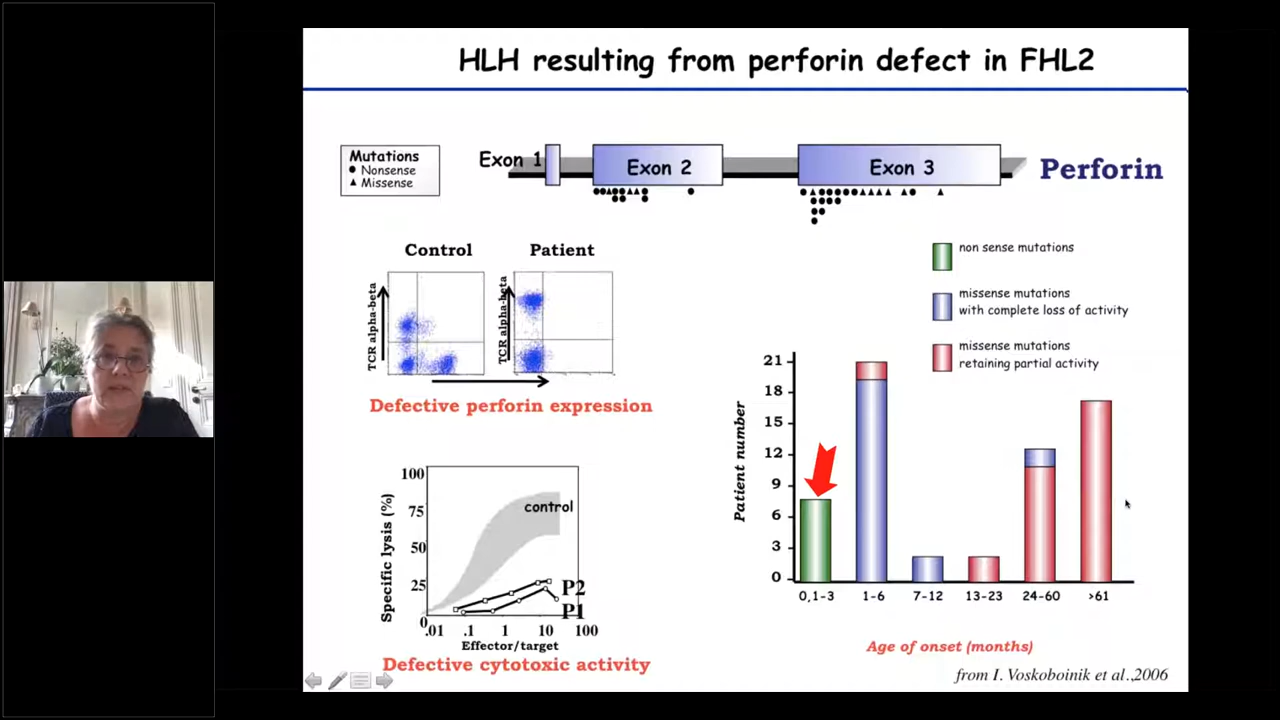 HLH resulting from perforin defect in FHL2
Mutations
Nonsense
Missense
Exon 1
Exon 2
Exon 3
Perforin
Control
Patient
TCR alpha-beta
TCR alpha-beta
Defective perforin expression
non sense mutations
missense mutations
with complete loss of activity
missense mutations
retaining partial activity
100
75
50
25
0
Specific lysis (%)
control
P2
P1
.01 .1 1 10 100
Effector/target
Defective cytotoxic activity
Patient number
21
18
15
12
9
6
3
0
0,1-3 1-6 7-12 13-23 24-60 >61
Age of onset (months)
from I. Voskoboinik et al.,2006